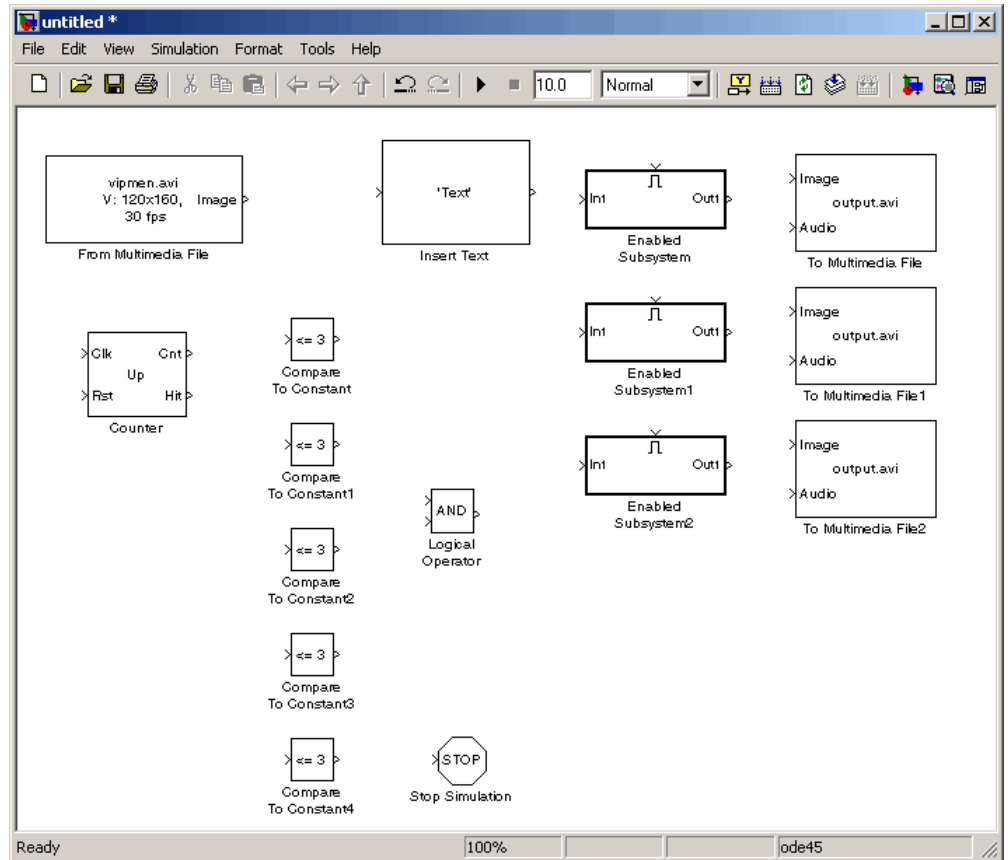 untitled *
File Edit View Simulation Format Tools Help
10.0 Normal
vipmen.avi
V: 120x160, Image
30 fps
From Multimedia File
'Text'
Insert Text
In1 Out1
Enabled
Subsystem
Image
output.avi
Audio
To Multimedia File
Clk Cnt
Up
Rst Hit
Counter
<= 3
Compare
To Constant
In1 Out1
Enabled
Subsystem1
Image
output.avi
Audio
To Multimedia File1
<= 3
Compare
To Constant1
AND
Logical
Operator
In1 Out1
Enabled
Subsystem2
Image
output.avi
Audio
To Multimedia File2
<= 3
Compare
To Constant2
<= 3
Compare
To Constant3
<= 3
Compare
To Constant4
STOP
Stop Simulation
Ready 100% ode45